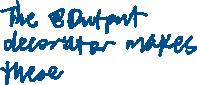 The @Output
decorator makes
these